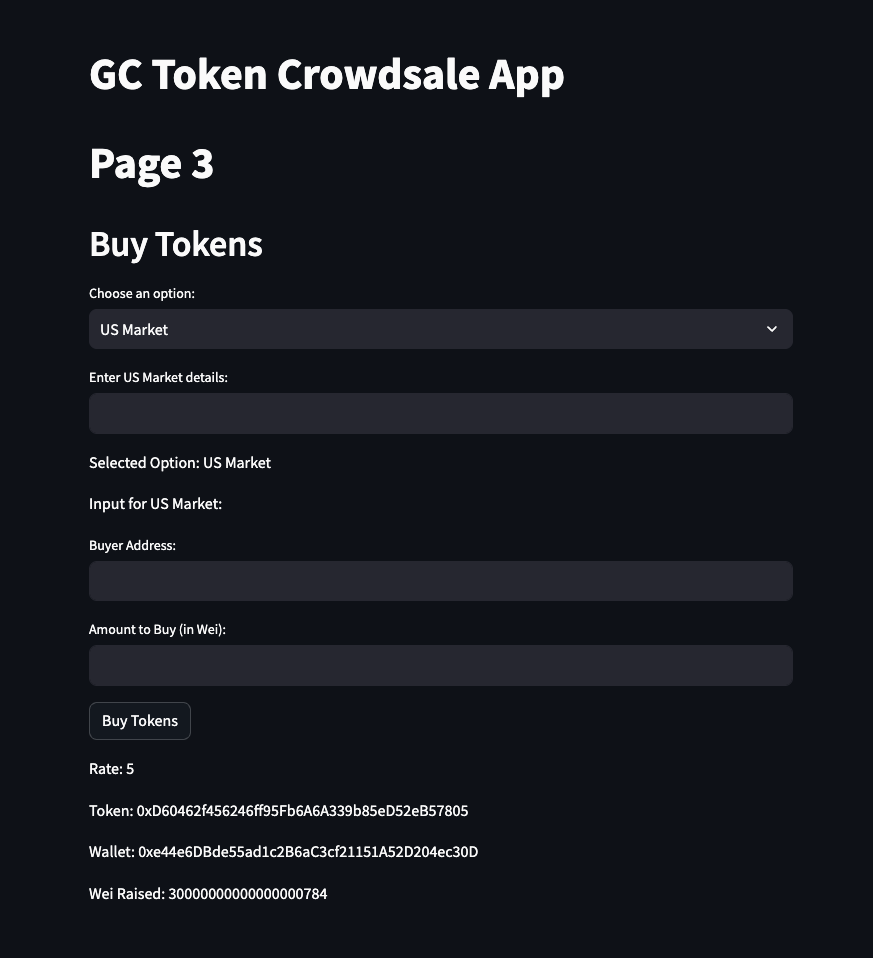 GC Token Crowdsale App
Page 3
Buy Tokens
Choose an option:
US Market
Enter US Market details:
Selected Option: US Market
Input for US Market:
Buyer Address:
Amount to Buy (in Wei):
Buy Tokens
Rate: 5
Token: 0xD60462f456246ff95Fb6A6A339b85eD52eB57805
Wallet: 0xe44e6DBde55ad1c2B6aC3cf21151A52D204ec30D
Wei Raised: 30000000000000000784